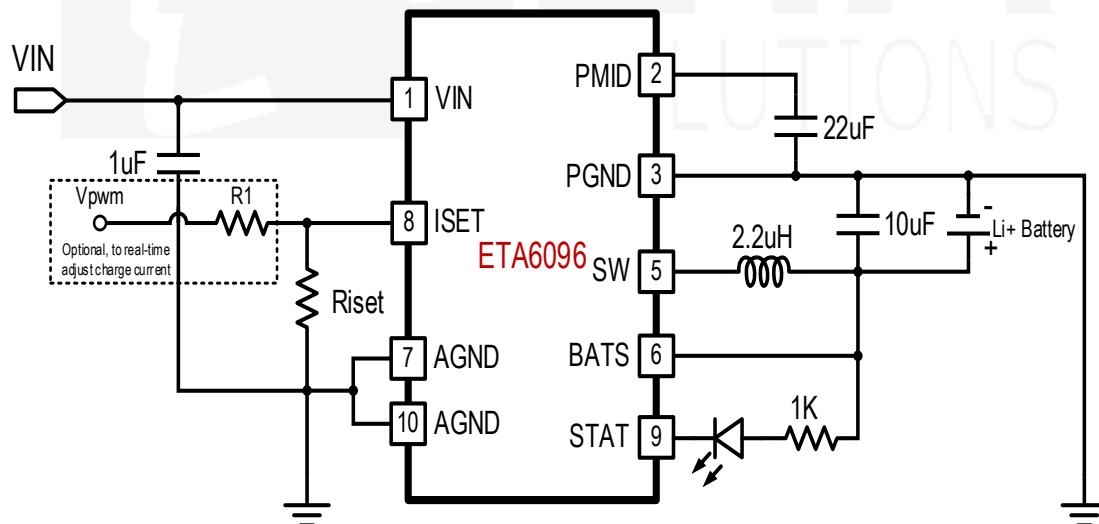 VIN
1uF
Vpwm
R1
Optional, to real-time
adjust charge current
Riset
1
VIN
8
ISET
7
AGND
10
AGND
ETA6096
PMID
2
PGND
3
SW
5
BATS
6
STAT
9
22uF
10uF
-
Li+ Battery
+
2.2uH
1K
LUTIONS